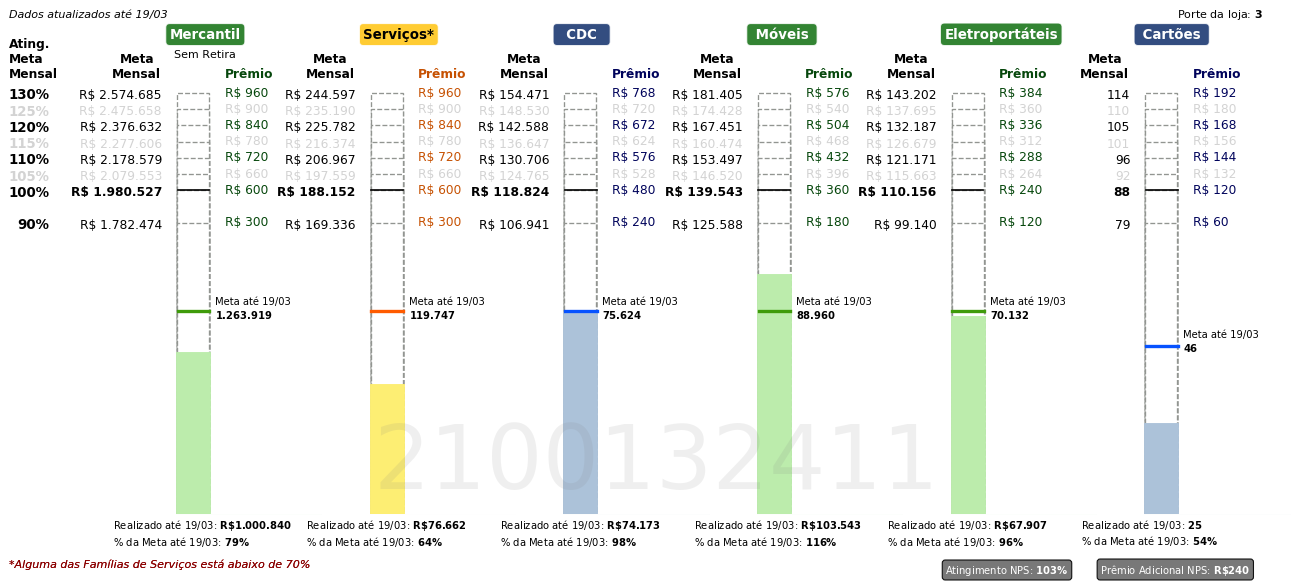 Dados atualizados até 19/03
Porte da loja: 3
Mercantil
Serviços*
CDC
Móveis
Eletroportáteis
Cartões
Sem Retira
Ating. Meta Mensal
Meta Mensal Prêmio Meta Mensal Prêmio Meta Mensal Prêmio Meta Mensal Prêmio Meta Mensal Prêmio Meta Mensal Prêmio
130% R$ 2.574.685 R$ 960 R$ 244.597 R$ 960 R$ 154.471 R$ 768 R$ 181.405 R$ 576 R$ 143.202 R$ 384 114 R$ 192
125% R$ 2.475.658 R$ 900 R$ 235.190 R$ 900 R$ 148.530 R$ 720 R$ 174.428 R$ 540 R$ 137.695 R$ 360 110 R$ 180
120% R$ 2.376.632 R$ 840 R$ 225.782 R$ 840 R$ 142.588 R$ 672 R$ 167.451 R$ 504 R$ 132.187 R$ 336 105 R$ 168
115% R$ 2.277.606 R$ 780 R$ 216.374 R$ 780 R$ 136.647 R$ 624 R$ 160.474 R$ 468 R$ 126.679 R$ 312 101 R$ 156
110% R$ 2.178.579 R$ 720 R$ 206.967 R$ 720 R$ 130.706 R$ 576 R$ 153.497 R$ 432 R$ 121.171 R$ 288 96 R$ 144
105% R$ 2.079.553 R$ 660 R$ 197.559 R$ 660 R$ 124.765 R$ 528 R$ 146.520 R$ 396 R$ 115.663 R$ 264 92 R$ 132
100% R$ 1.980.527 R$ 600 R$ 188.152 R$ 600 R$ 118.824 R$ 480 R$ 139.543 R$ 360 R$ 110.156 R$ 240 88 R$ 120
90% R$ 1.782.474 R$ 300 R$ 169.336 R$ 300 R$ 106.941 R$ 240 R$ 125.588 R$ 180 R$ 99.140 R$ 120 79 R$ 60
Meta até 19/03
1.263.919
Meta até 19/03
119.747
Meta até 19/03
75.624
Meta até 19/03
88.960
Meta até 19/03
70.132
Meta até 19/03
46
2100132411
Realizado até 19/03: R$1.000.840
% da Meta até 19/03: 79%
Realizado até 19/03: R$76.662
% da Meta até 19/03: 64%
Realizado até 19/03: R$74.173
% da Meta até 19/03: 98%
Realizado até 19/03: R$103.543
% da Meta até 19/03: 116%
Realizado até 19/03: R$67.907
% da Meta até 19/03: 96%
Realizado até 19/03: 25
% da Meta até 19/03: 54%
*Alguma das Famílias de Serviços está abaixo de 70%
Atingimento NPS: 103%
Prêmio Adicional NPS: R$240